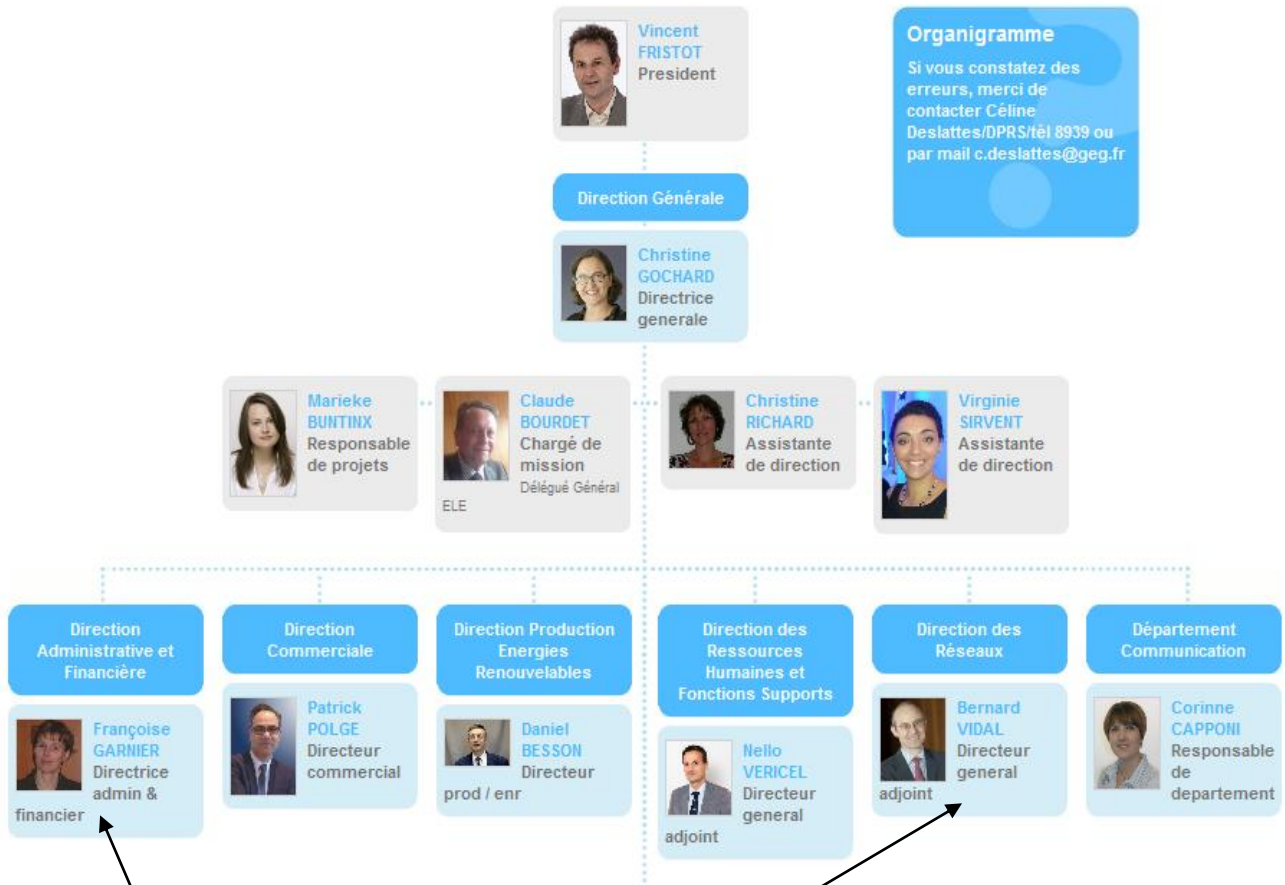 Vincent
FRISTOT
President
Organigramme
Si vous constatez des
erreurs, merci de
contacter Céline
Deslattes/DPRS/tèl 8939 ou
par mail c.deslattes@geg.fr
Direction Générale
Christine
GOCHARD
Directrice
generale
Marieke
BUNTINX
Responsable
de projets
Claude
BOURDET
Chargé de
mission
Délégué Général
ELE
Christine
RICHARD
Assistante
de direction
Virginie
SIRVENT
Assistante
de direction
Direction
Administrative et
Financière
Direction
Commerciale
Direction Production
Energies
Renouvelables
Direction des
Ressources
Humaines et
Fonctions Supports
Direction des
Réseaux
Département
Communication
Françoise
GARNIER
Directrice
admin &
financier
Patrick
POLGE
Directeur
commercial
Daniel
BESSON
Directeur
prod / enr
Nello
VERICEL
Directeur
general
adjoint
Bernard
VIDAL
Directeur
general
adjoint
Corinne
CAPPONI
Responsable
de
departement